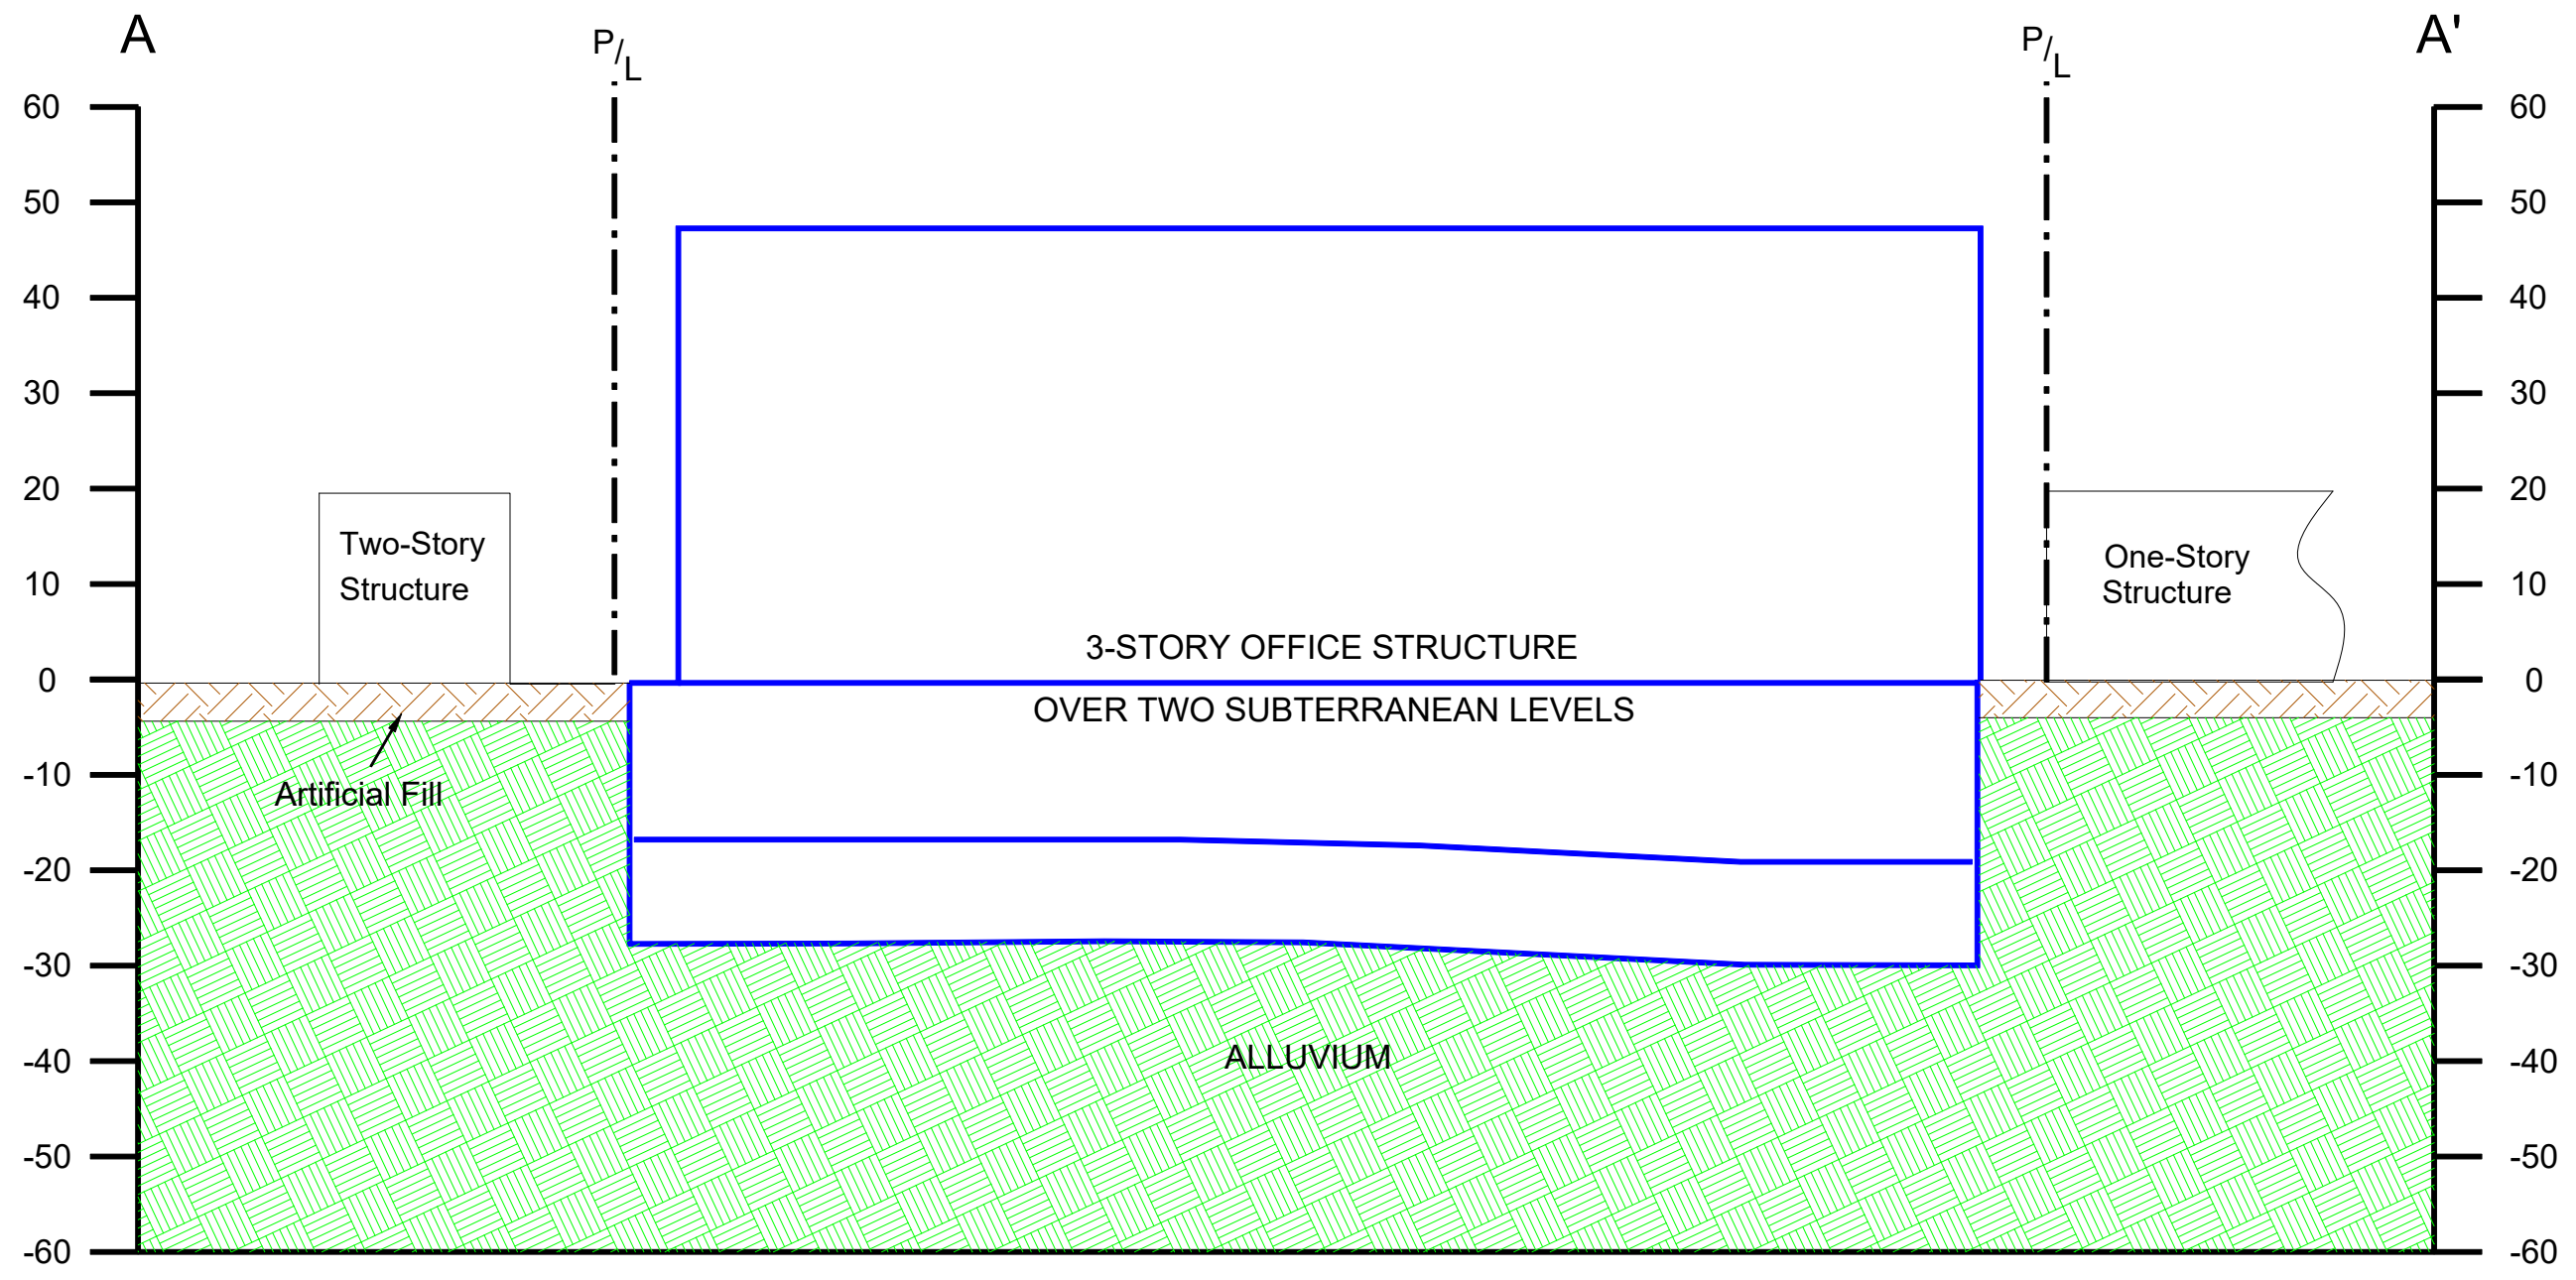 A
P/L
P/L
A'
60
60
50
50
40
40
30
30
20
20
Two-Story
Structure
One-Story
Structure
10
10
3-STORY OFFICE STRUCTURE
0
0
OVER TWO SUBTERRANEAN LEVELS
-10
-10
Artificial Fill
-20
-20
-30
-30
ALLUVIUM
-40
-40
-50
-50
-60
-60